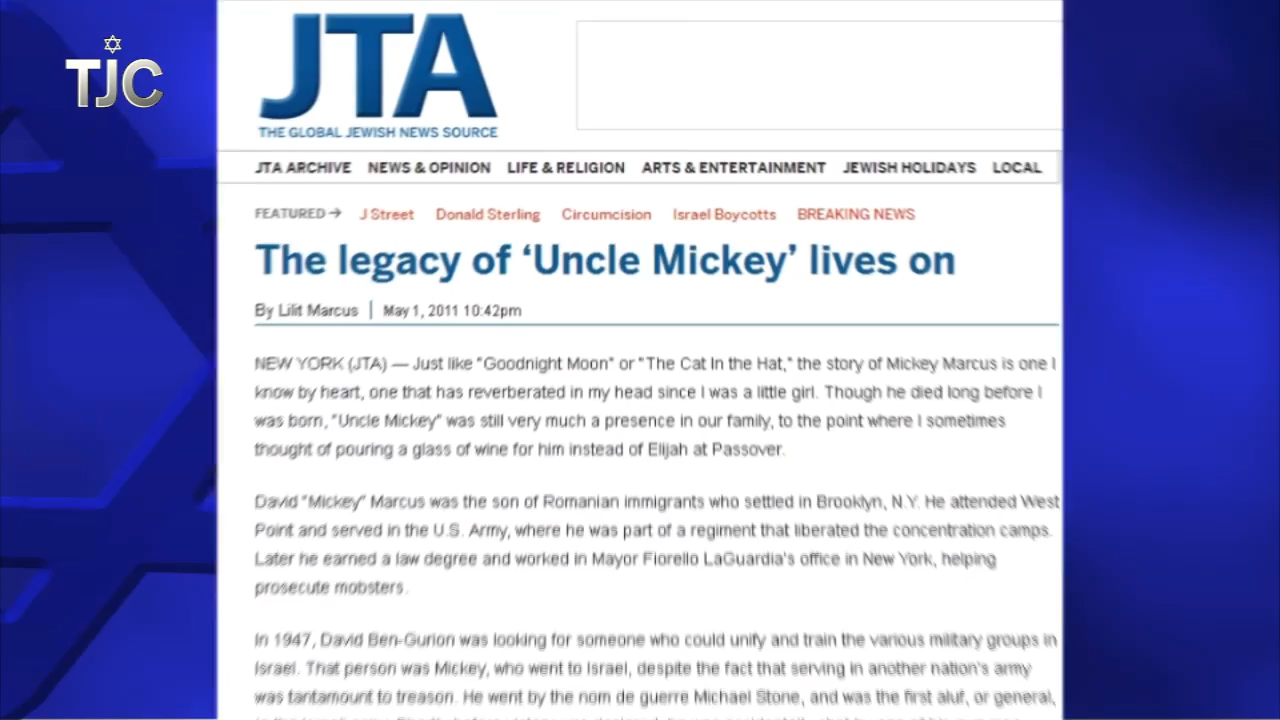 TJC
JTA
THE GLOBAL JEWISH NEWS SOURCE
JTA ARCHIVE NEWS & OPINION LIFE & RELIGION ARTS & ENTERTAINMENT JEWISH HOLIDAYS LOCAL
FEATURED → J Street Donald Sterling Circumcision Israel Boycotts BREAKING NEWS
The legacy of ‘Uncle Mickey’ lives on
By Lilit Marcus | May 1, 2011 10:42pm
NEW YORK (JTA) — Just like "Goodnight Moon" or "The Cat In the Hat," the story of Mickey Marcus is one I
know by heart, one that has reverberated in my head since I was a little girl. Though he died long before I
was born, "Uncle Mickey" was still very much a presence in our family, to the point where I sometimes
thought of pouring a glass of wine for him instead of Elijah at Passover.
David "Mickey" Marcus was the son of Romanian immigrants who settled in Brooklyn, N.Y. He attended West
Point and served in the U.S. Army, where he was part of a regiment that liberated the concentration camps.
Later he earned a law degree and worked in Mayor Fiorello LaGuardia's office in New York, helping
prosecute mobsters.
In 1947, David Ben-Gurion was looking for someone who could unify and train the various military groups in
Israel. That person was Mickey, who went to Israel, despite the fact that serving in another nation's army
was tantamount to treason. He went by the nom de guerre Michael Stone, and was the first aluf, or general,